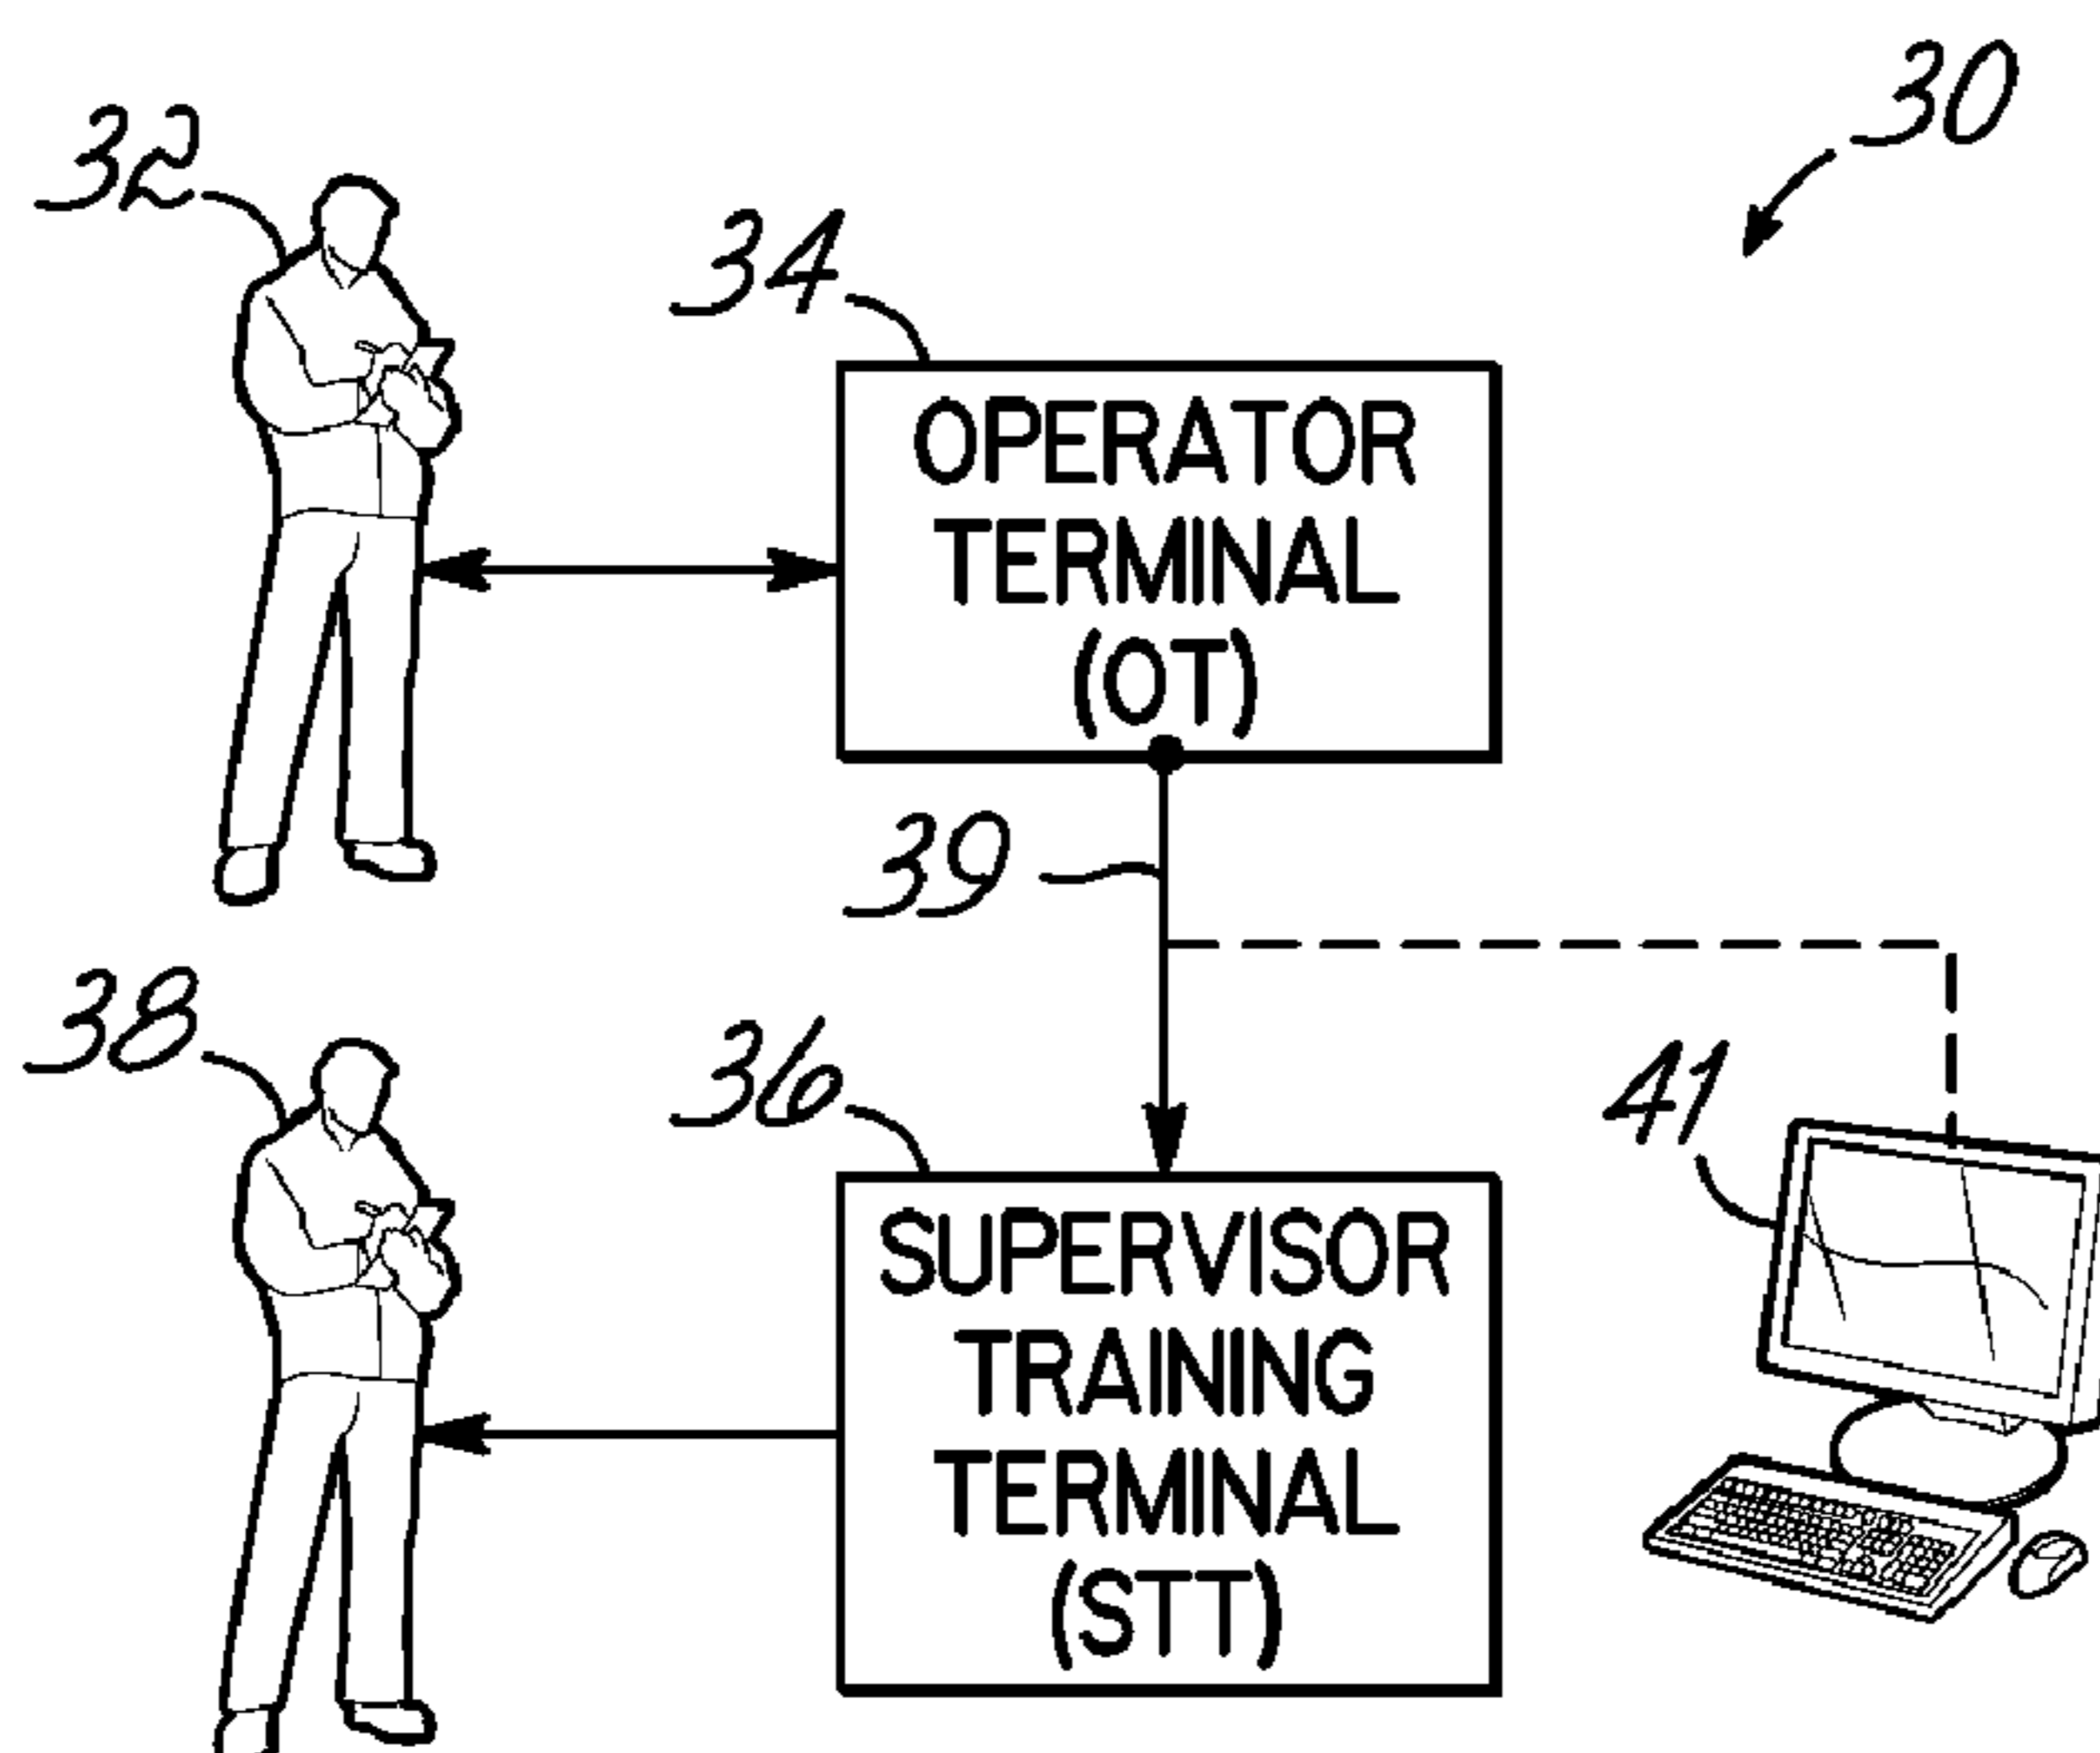 30
32
34
OPERATOR
TERMINAL
(OT)
39
38
36
41
SUPERVISOR
TRAINING
TERMINAL
(STT)